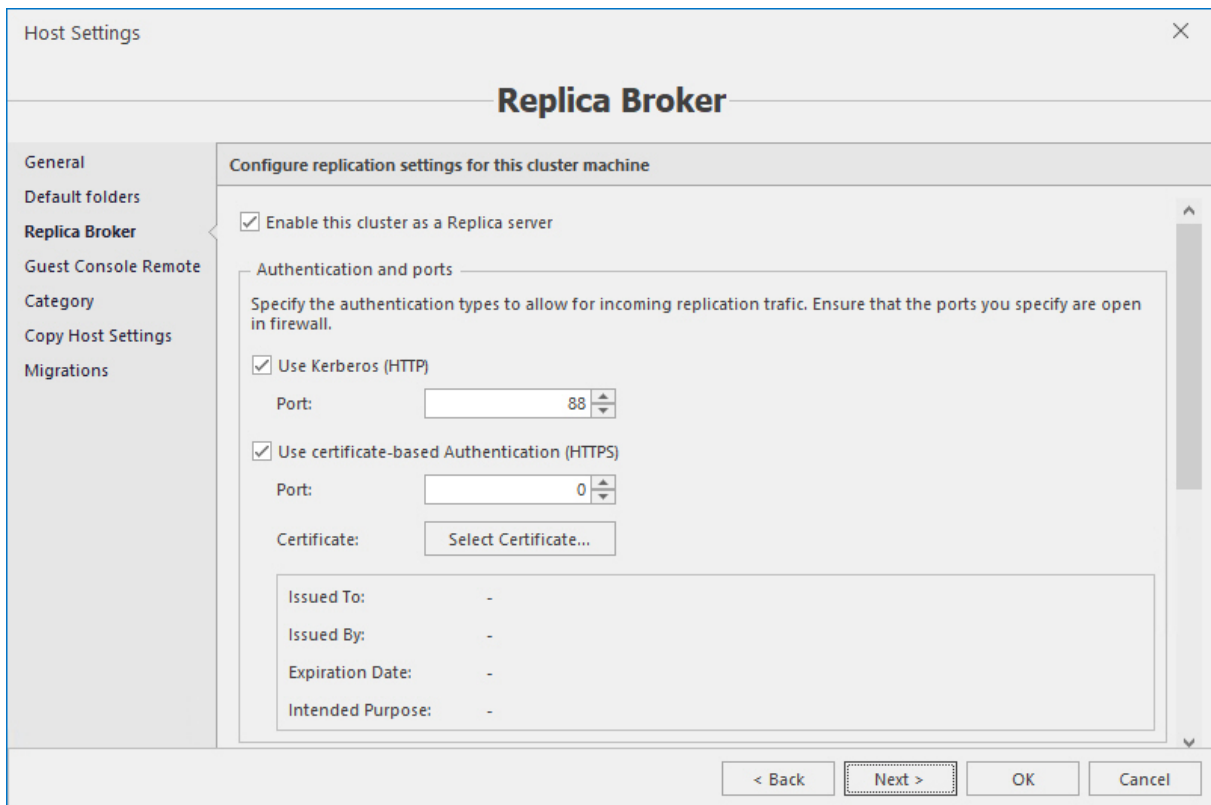 Host Settings
Replica Broker
General
Default folders
Replica Broker
Guest Console Remote
Category
Copy Host Settings
Migrations
Configure replication settings for this cluster machine
Enable this cluster as a Replica server
Authentication and ports
Specify the authentication types to allow for incoming replication trafic. Ensure that the ports you specify are open
in firewall.
Use Kerberos (HTTP)
Port: 88
Use certificate-based Authentication (HTTPS)
Port: 0
Certificate: Select Certificate...
Issued To: -
Issued By: -
Expiration Date: -
Intended Purpose: -
< Back Next > OK Cancel